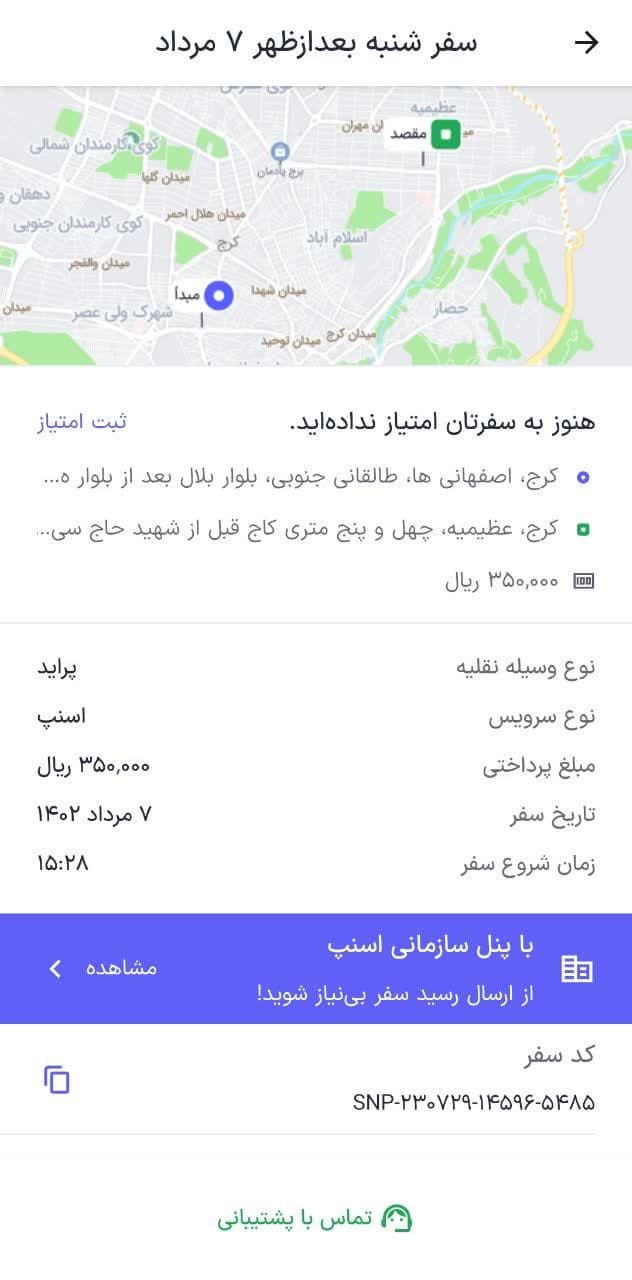 سفر شنبه بعدازظهر ۷ مرداد
عظیمیه
مقصد
کوی کارمندان شمالی
برج یادمان
میدان گلها
دهقان و
میدان هلال احمر
کوی کارمندان جنوبی
کرج
اسلام آباد
میدان والفجر
مبدأ
میدان شهدا
میدان
شهرک ولی عصر
حصار
میدان کرج
میدان توحید
هنوز به سفرتان امتیاز نداده‌اید.
ثبت امتیاز
کرج، اصفهانی ها، طالقانی جنوبی، بلوار بلال بعد از بلوار ه...
کرج، عظیمیه، چهل و پنج متری کاج قبل از شهید حاج سی...
۳۵۰,۰۰۰ ریال
نوع وسیله نقلیه پراید
نوع سرویس اسنپ
مبلغ پرداختی ۳۵۰,۰۰۰ ریال
تاریخ سفر ۷ مرداد ۱۴۰۲
زمان شروع سفر ۱۵:۲۸
با پنل سازمانی اسنپ
از ارسال رسید سفر بی‌نیاز شوید!
مشاهده
کد سفر
SNP-۲۳۰۷۲۹-۱۴۵۹۶-۵۴۸۵
تماس با پشتیبانی